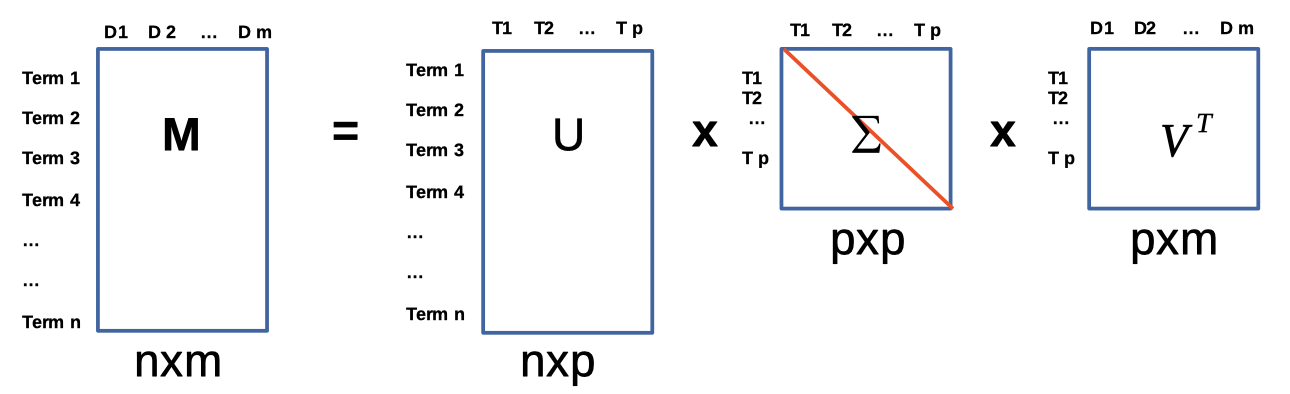 D1 D 2 ... D m
Term 1
Term 2
Term 3
Term 4
...
...
Term n
M
nxm
=
T1 T2 ... T p
Term 1
Term 2
Term 3
Term 4
...
...
Term n
U
nxp
x
T1 T2 ... T p
T1
T2
...
T p
Σ
pxp
x
D1 D2 ... D m
T1
T2
...
T p
V^T
pxm